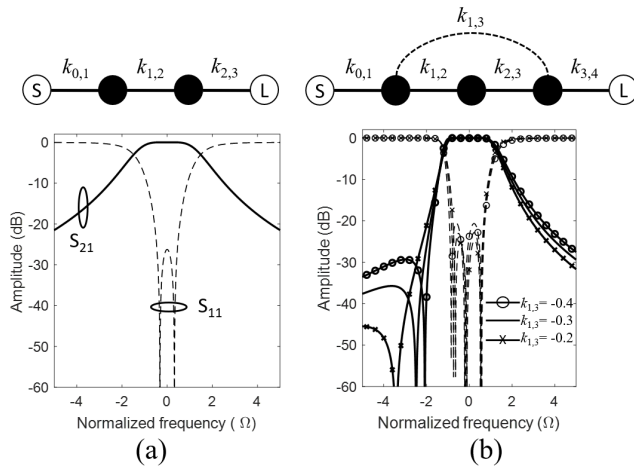 k1,3
k0,1 k1,2 k2,3
S L
k0,1 k1,2 k2,3 k3,4
S L
0
-10
-20
-30
-40
-50
-60
Amplitude (dB)
S21
S11
-4 -2 0 2 4
Normalized frequency ( Ω)
(a)
0
-10
-20
-30
-40
-50
-60
Amplitude (dB)
k1,3= -0.4
k1,3= -0.3
k1,3= -0.2
-4 -2 0 2 4
Normalized frequency (Ω)
(b)